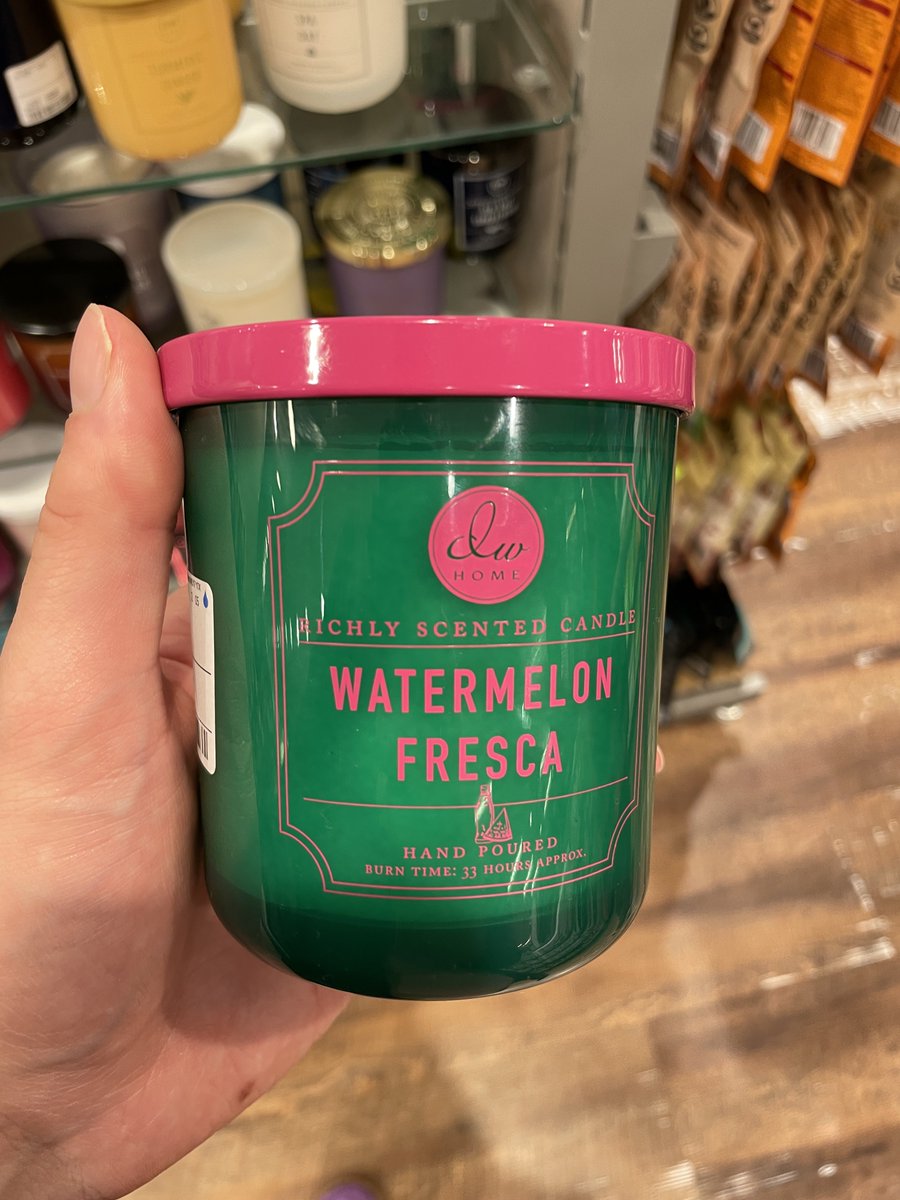 dw
HOME
RICHLY SCENTED CANDLE
WATERMELON
FRESCA
HAND POURED
BURN TIME: 33 HOURS APPROX.